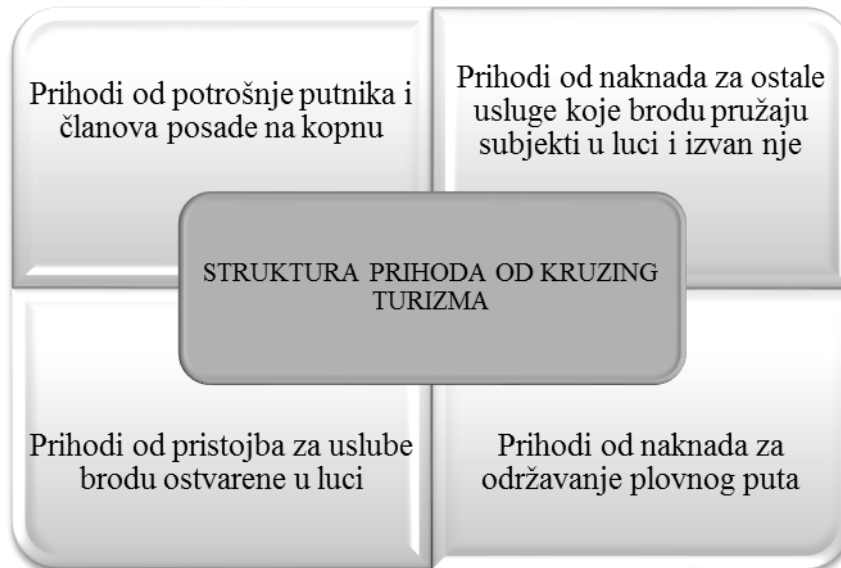 Prihodi od potrošnje putnika i
članova posade na kopnu
Prihodi od naknada za ostale
usluge koje brodu pružaju
subjekti u luci i izvan nje
STRUKTURA PRIHODA OD KRUZING
TURIZMA
Prihodi od pristojba za uslube
brodu ostvarene u luci
Prihodi od naknada za
održavanje plovnog puta